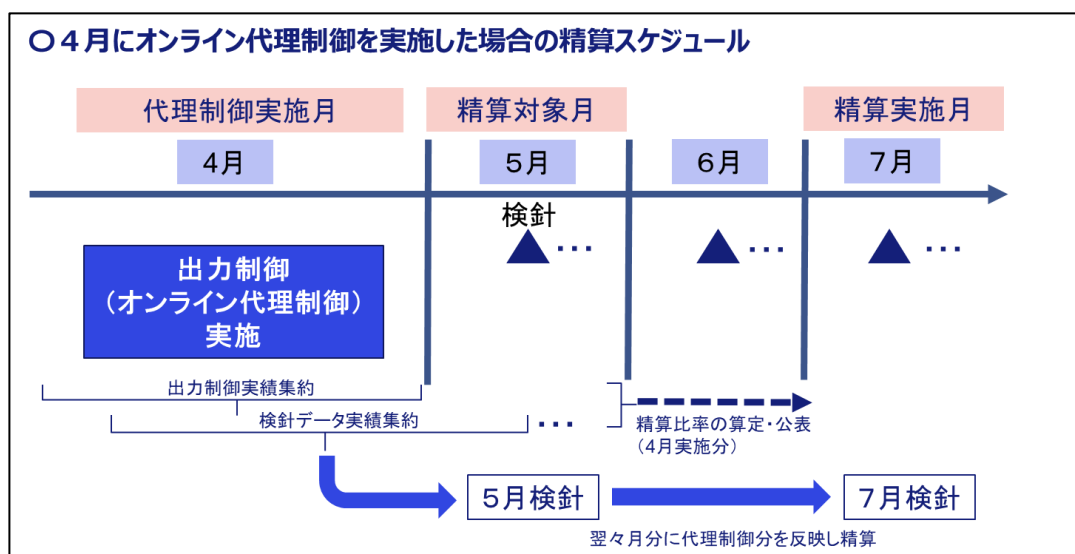 〇４月にオンライン代理制御を実施した場合の精算スケジュール
代理制御実施月
精算対象月
精算実施月
4月
5月
6月
7月
検針
…
…
…
出力制御
（オンライン代理制御）
実施
出力制御実績集約
検針データ実績集約
…
精算比率の算定・公表
（4月実施分）
5月検針
7月検針
翌々月分に代理制御分を反映し精算